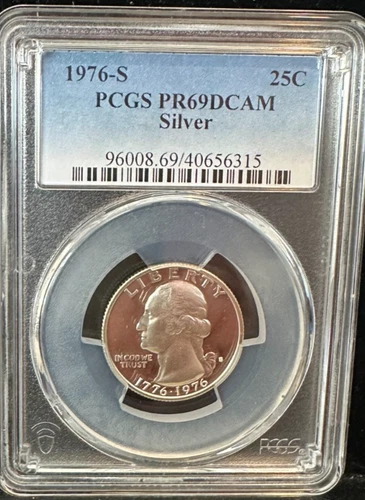 1976-S 25C
PCGS PR69DCAM
Silver
96008.69/40656315
LIBERTY
IN GOD WE
TRUST
S
1776-1976
PCGS